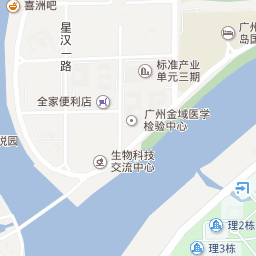 喜洲吧
星
汉
一
路
广州
岛国
标准产业
单元三期
全家便利店
广州金域医学
检验中心
悦园
生物科技
交流中心
理2栋
理3栋